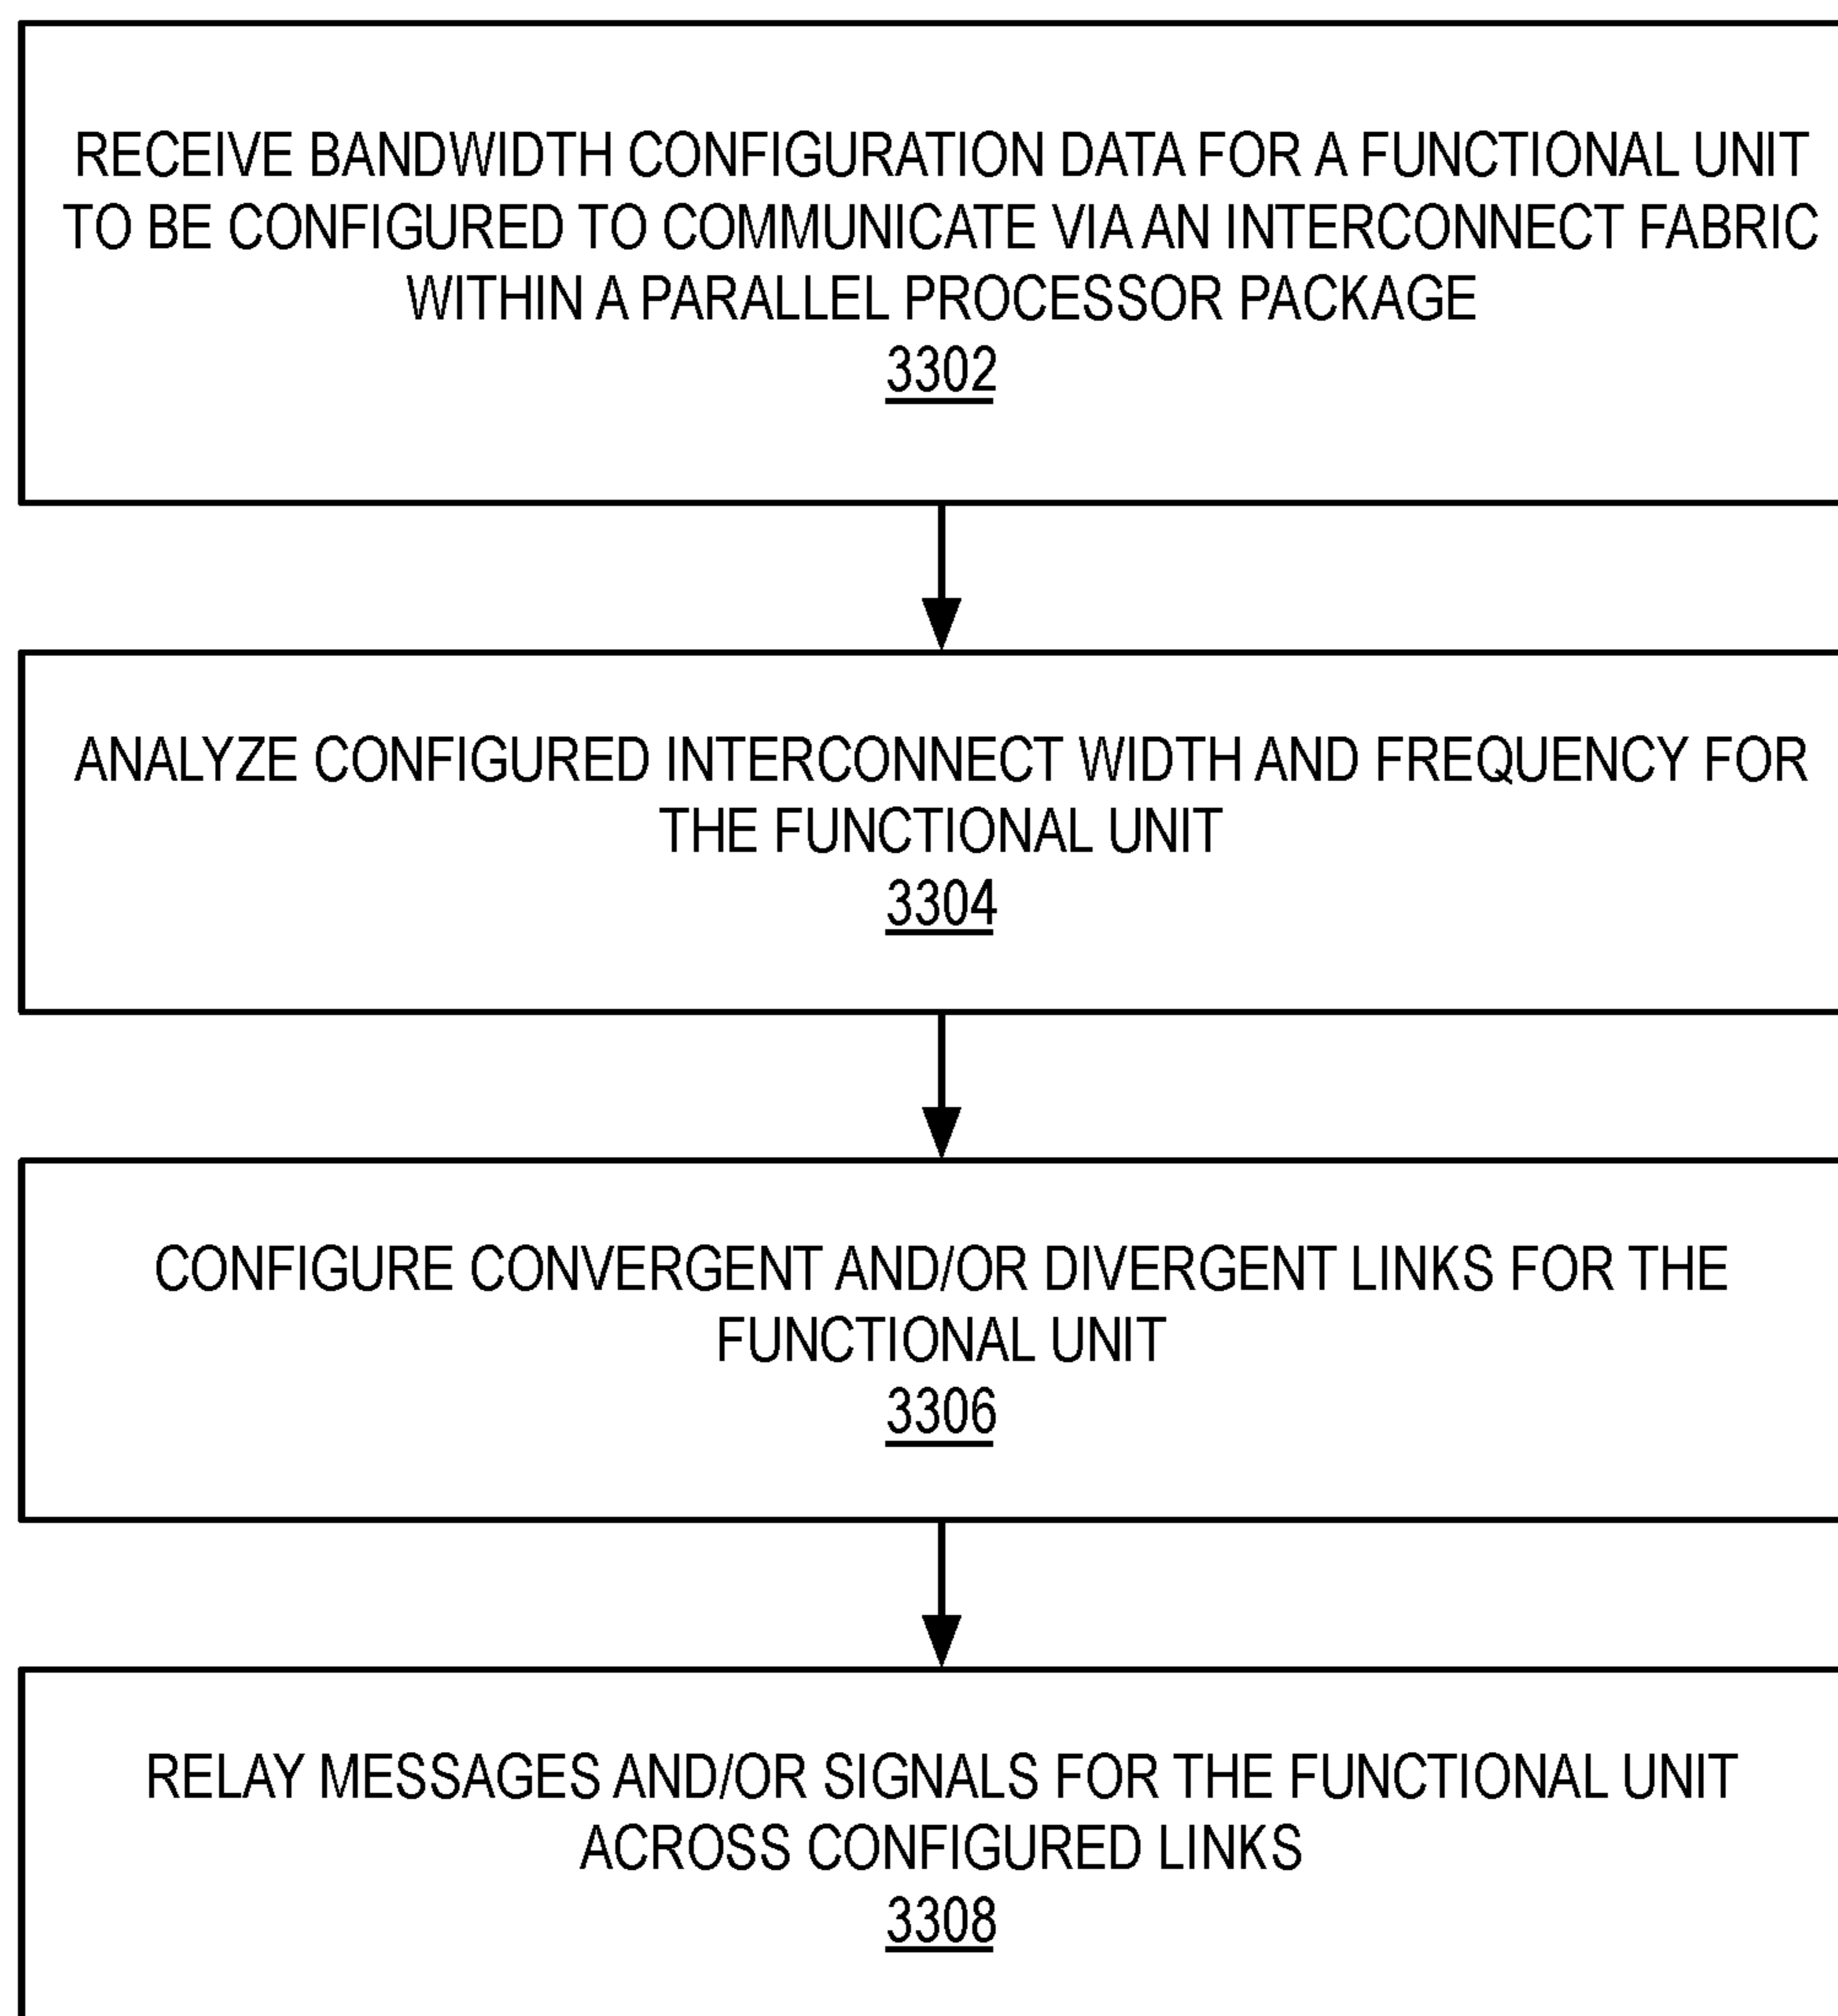 RECEIVE BANDWIDTH CONFIGURATION DATA FOR A FUNCTIONAL UNIT
TO BE CONFIGURED TO COMMUNICATE VIA AN INTERCONNECT FABRIC
WITHIN A PARALLEL PROCESSOR PACKAGE
3302
ANALYZE CONFIGURED INTERCONNECT WIDTH AND FREQUENCY FOR
THE FUNCTIONAL UNIT
3304
CONFIGURE CONVERGENT AND/OR DIVERGENT LINKS FOR THE
FUNCTIONAL UNIT
3306
RELAY MESSAGES AND/OR SIGNALS FOR THE FUNCTIONAL UNIT
ACROSS CONFIGURED LINKS
3308